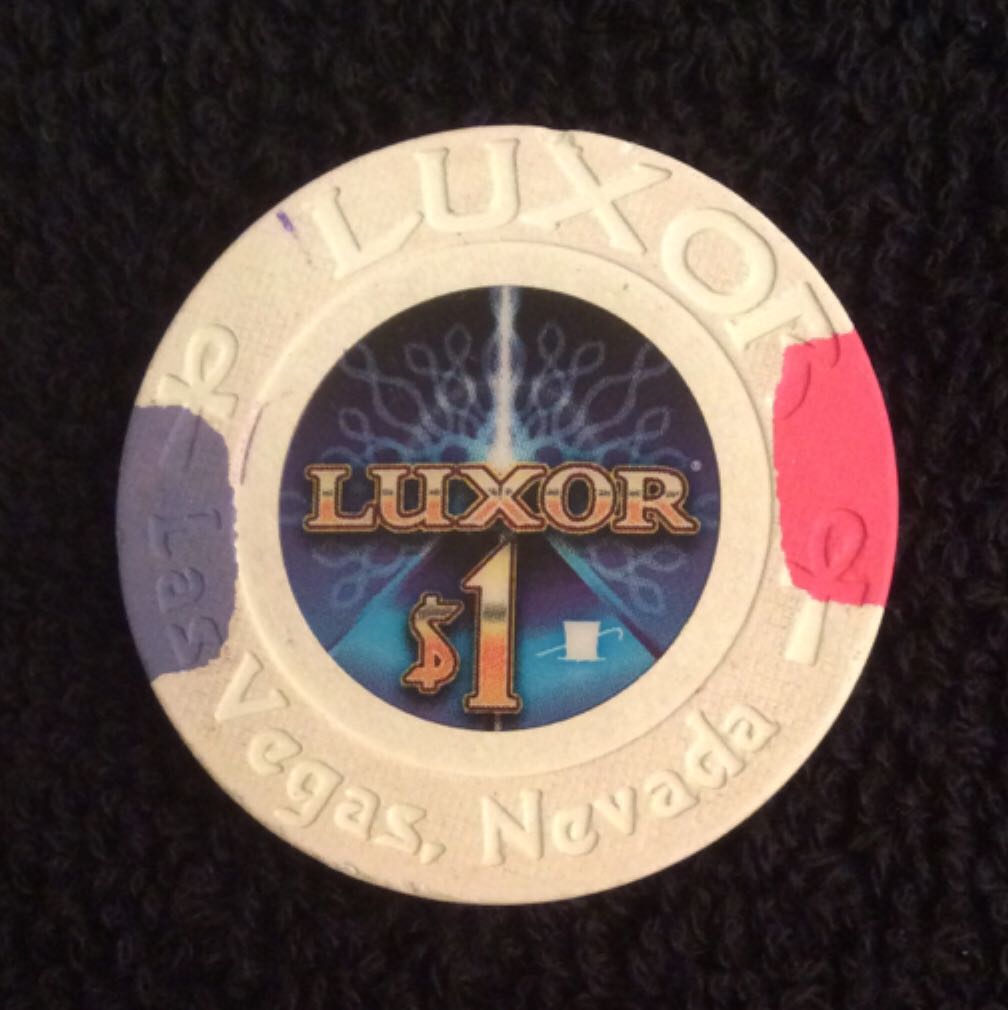 LUXOr
LUXOR
$1
Las Vegas, Nevada